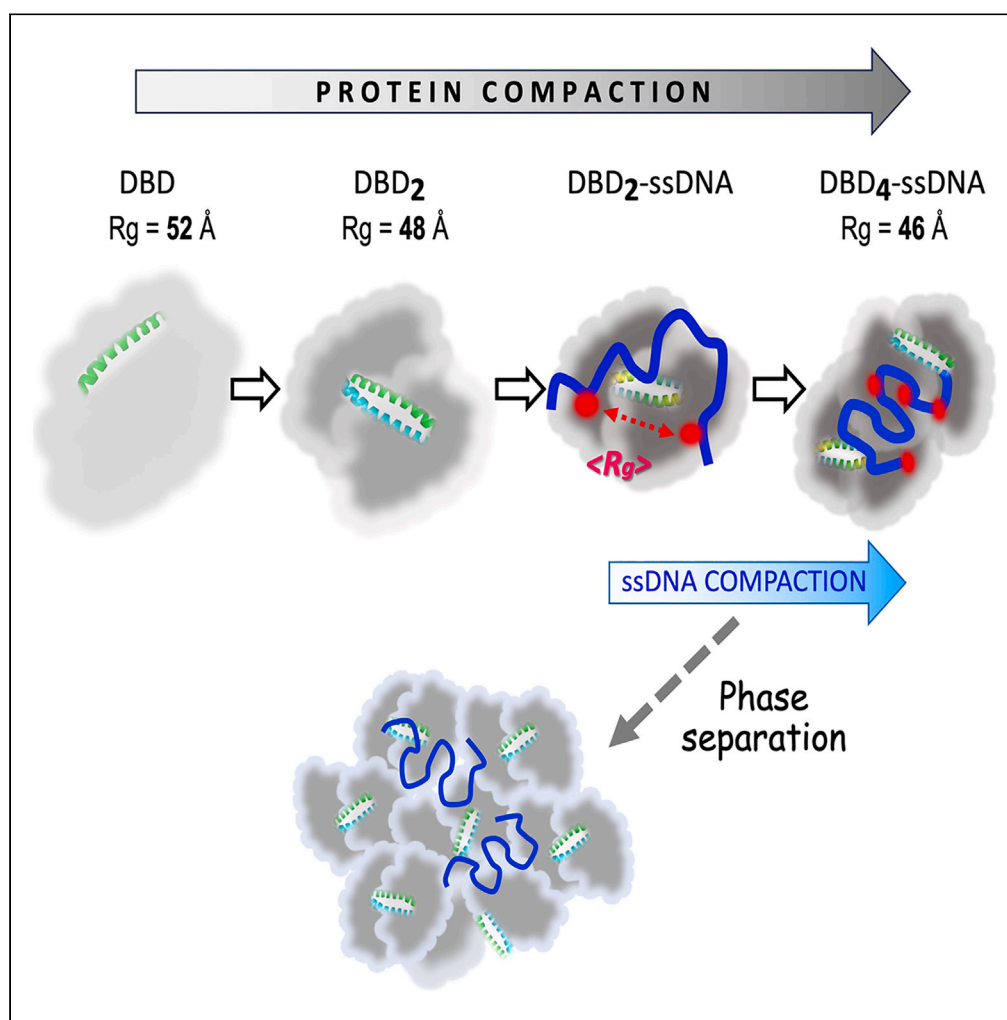 PROTEIN COMPACTION
DBD
Rg = 52 Å
DBD2
Rg = 48 Å
DBD2-ssDNA
DBD4-ssDNA
Rg = 46 Å
<Rg>
ssDNA COMPACTION
Phase
separation